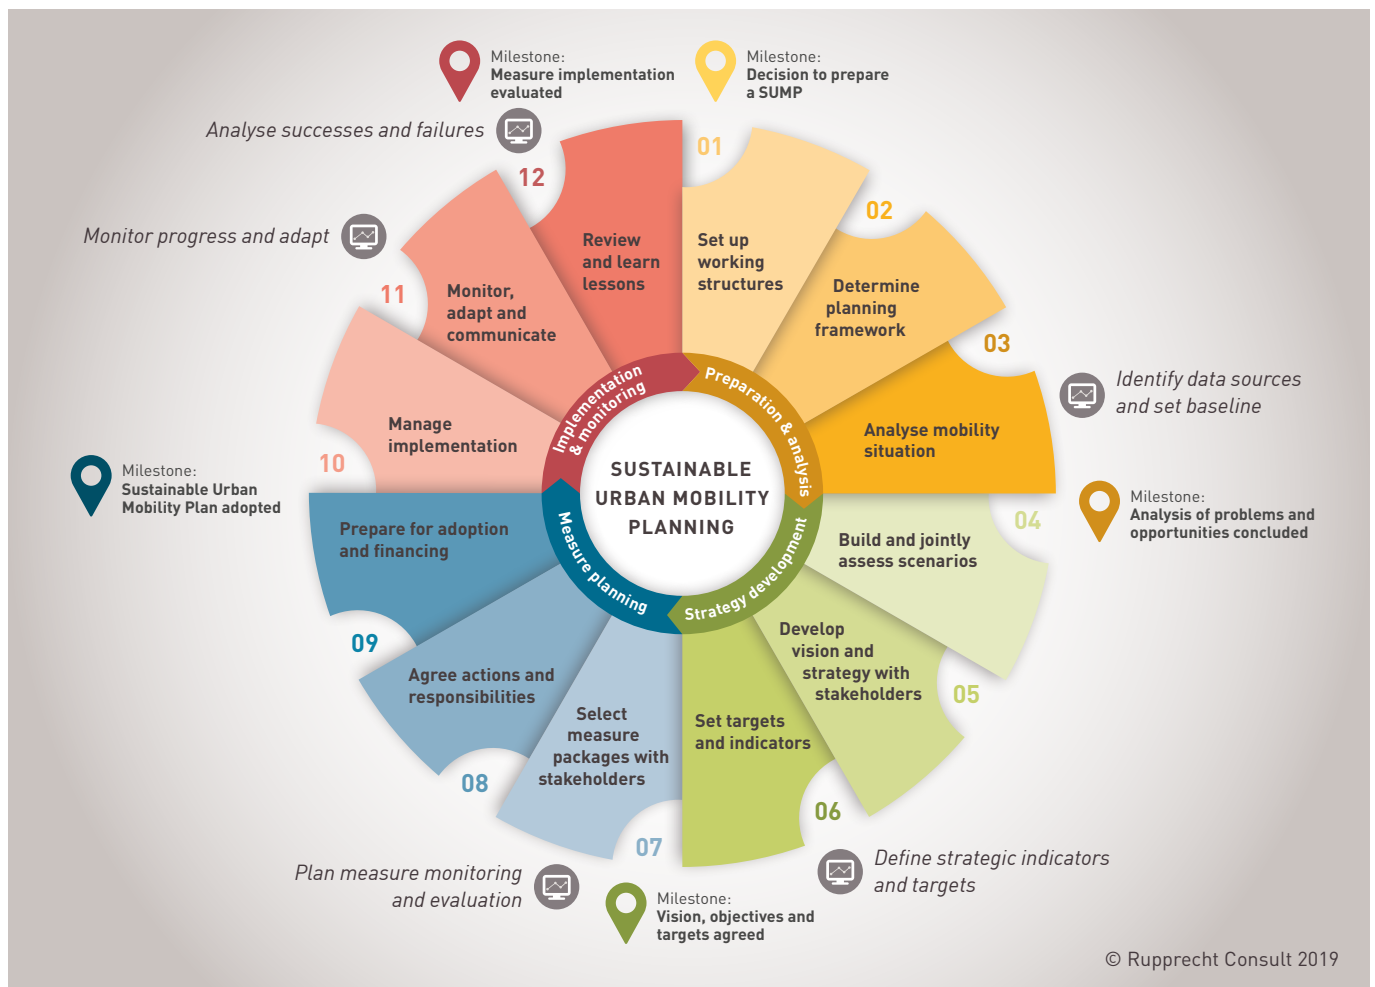 Milestone:
Measure implementation
evaluated
Milestone:
Decision to prepare
a SUMP
Analyse successes and failures
Monitor progress and adapt
01
Set up
working
structures
02
Determine
planning
framework
03
Analyse mobility
situation
Identify data sources
and set baseline
Milestone:
Analysis of problems and
opportunities concluded
04
Build and jointly
assess scenarios
05
Develop
vision and
strategy with
stakeholders
06
Set targets
and indicators
Define strategic indicators
and targets
Milestone:
Vision, objectives and
targets agreed
07
Select
measure
packages with
stakeholders
Plan measure monitoring
and evaluation
08
Agree actions and
responsibilities
09
Prepare for adoption
and financing
Milestone:
Sustainable Urban
Mobility Plan adopted
10
Manage
implementation
11
Monitor,
adapt and
communicate
12
Review
and learn
lessons
Preparation & analysis
Strategy development
Measure planning
Implementation
& monitoring
SUSTAINABLE
URBAN MOBILITY
PLANNING
© Rupprecht Consult 2019